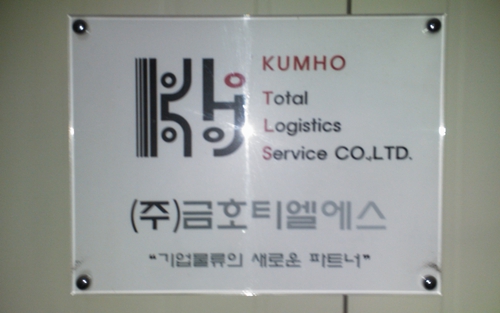 KUMHO
Total
Logistics
Service CO.,LTD.
(주)금호티엘에스
"기업물류의 새로운 파트너"